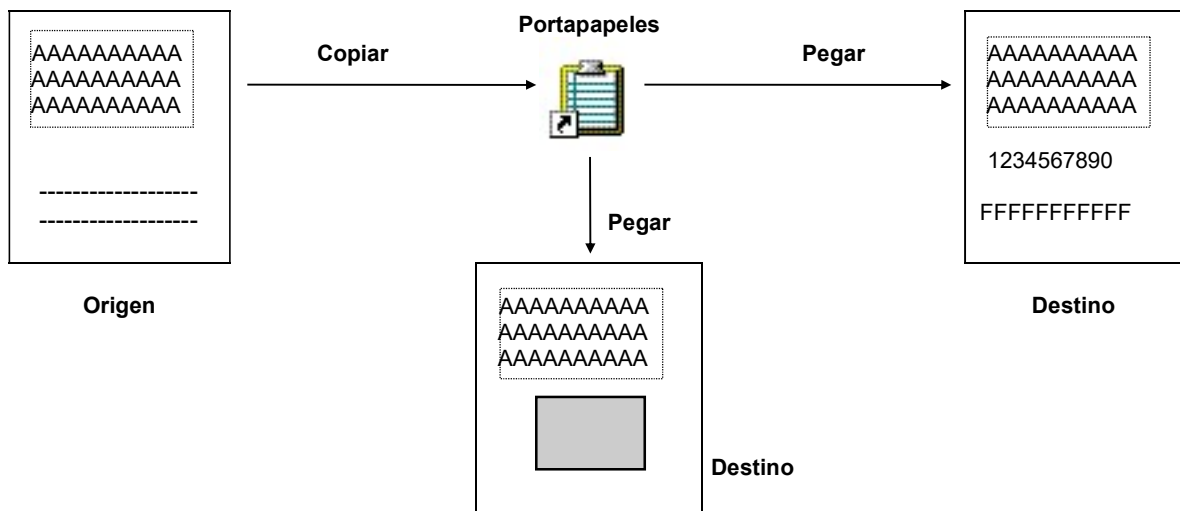 Portapapeles
AAAAAAAAAA
AAAAAAAAAA
AAAAAAAAAA
-------------------
-------------------
Origen
Copiar
Pegar
AAAAAAAAAA
AAAAAAAAAA
AAAAAAAAAA
1234567890
FFFFFFFFFFF
Destino
Pegar
AAAAAAAAAA
AAAAAAAAAA
AAAAAAAAAA
Destino